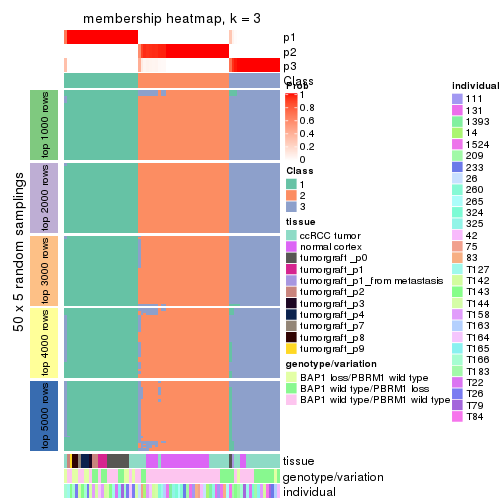 membership heatmap, k = 3
p1
p2
p3
Class
50 x 5 random samplings
top 1000 rows
top 2000 rows
top 3000 rows
top 4000 rows
top 5000 rows
tissue
genotype/variation
individual
Prob
1
0.8
0.6
0.4
0.2
0
Class
1
2
3
tissue
ccRCC tumor
normal cortex
tumorgraft_p0
tumorgraft_p1
tumorgraft_p1_from metastasis
tumorgraft_p2
tumorgraft_p3
tumorgraft_p4
tumorgraft_p7
tumorgraft_p8
tumorgraft_p9
genotype/variation
BAP1 loss/PBRM1 wild type
BAP1 wild type/PBRM1 loss
BAP1 wild type/PBRM1 wild type
individual
111
131
1393
14
1524
209
233
26
260
265
324
325
42
75
83
T127
T142
T143
T144
T158
T163
T164
T165
T166
T183
T22
T26
T79
T84